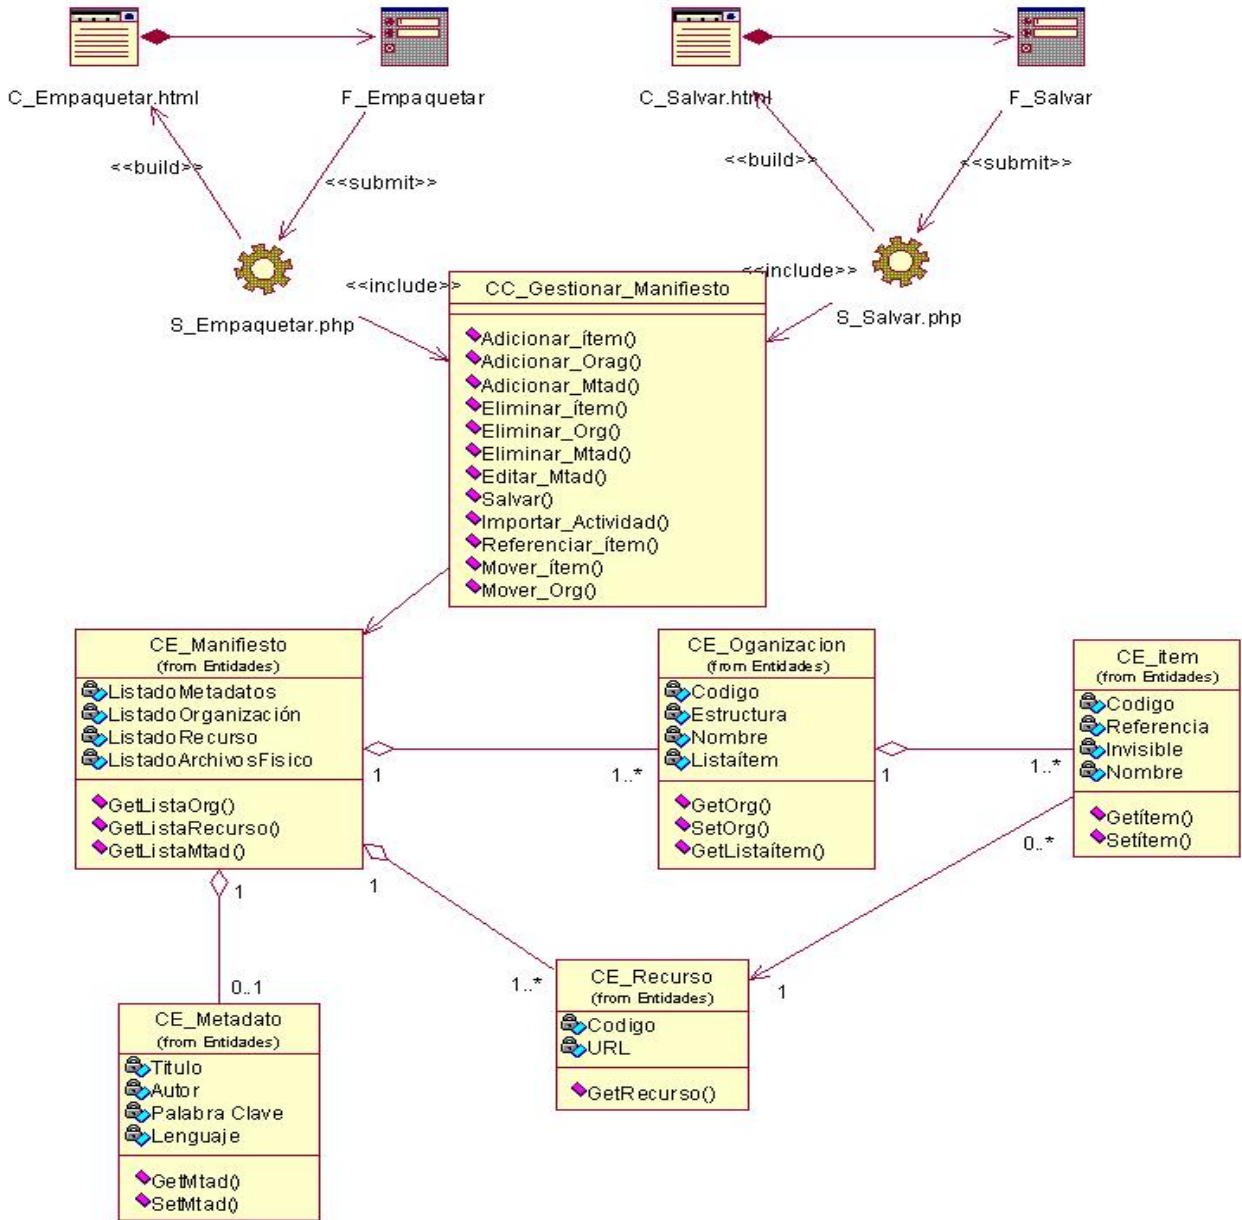 C_Empaquetar.html
F_Empaquetar
C_Salvar.html
F_Salvar
<<build>>
<<submit>>
<<build>>
<<submit>>
<<include>>
<<include>>
S_Empaquetar.php
S_Salvar.php
CC_Gestionar_Manifiesto
Adicionar_ítem()
Adicionar_Orag()
Adicionar_Mtad()
Eliminar_ítem()
Eliminar_Org()
Eliminar_Mtad()
Editar_Mtad()
Salvar()
Importar_Actividad()
Referenciar_ítem()
Mover_ítem()
Mover_Org()
CE_Manifiesto
(from Entidades)
ListadoMetadatos
ListadoOrganización
ListadoRecurso
ListadoArchivosFisico
GetListaOrg()
GetListaRecurso()
GetListaMtad()
1
1..*
CE_Oganizacion
(from Entidades)
Codigo
Estructura
Nombre
Listaítem
GetOrg()
SetOrg()
GetListaítem()
1
1..*
CE_item
(from Entidades)
Codigo
Referencia
Invisible
Nombre
Getítem()
Setítem()
0..*
1
1
1
1..*
0..1
CE_Recurso
(from Entidades)
Codigo
URL
GetRecurso()
CE_Metadato
(from Entidades)
Titulo
Autor
Palabra Clave
Lenguaje
GetMtad()
SetMtad()